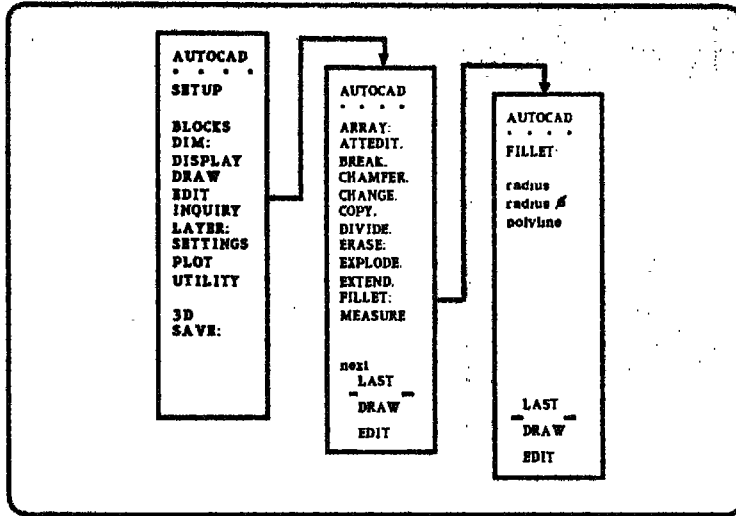 AUTOCAD
* * * *
SETUP
BLOCKS
DIM:
DISPLAY
DRAW
EDIT
INQUIRY
LAYER:
SETTINGS
PLOT
UTILITY
3D
SAVE:
AUTOCAD
* * * *
ARRAY:
ATTEDIT.
BREAK.
CHAMFER.
CHANGE.
COPY.
DIVIDE.
ERASE:
EXPLODE.
EXTEND.
FILLET:
MEASURE
next
LAST
DRAW
EDIT
AUTOCAD
* * * *
FILLET
radius
radius 0
polyline
LAST
DRAW
EDIT